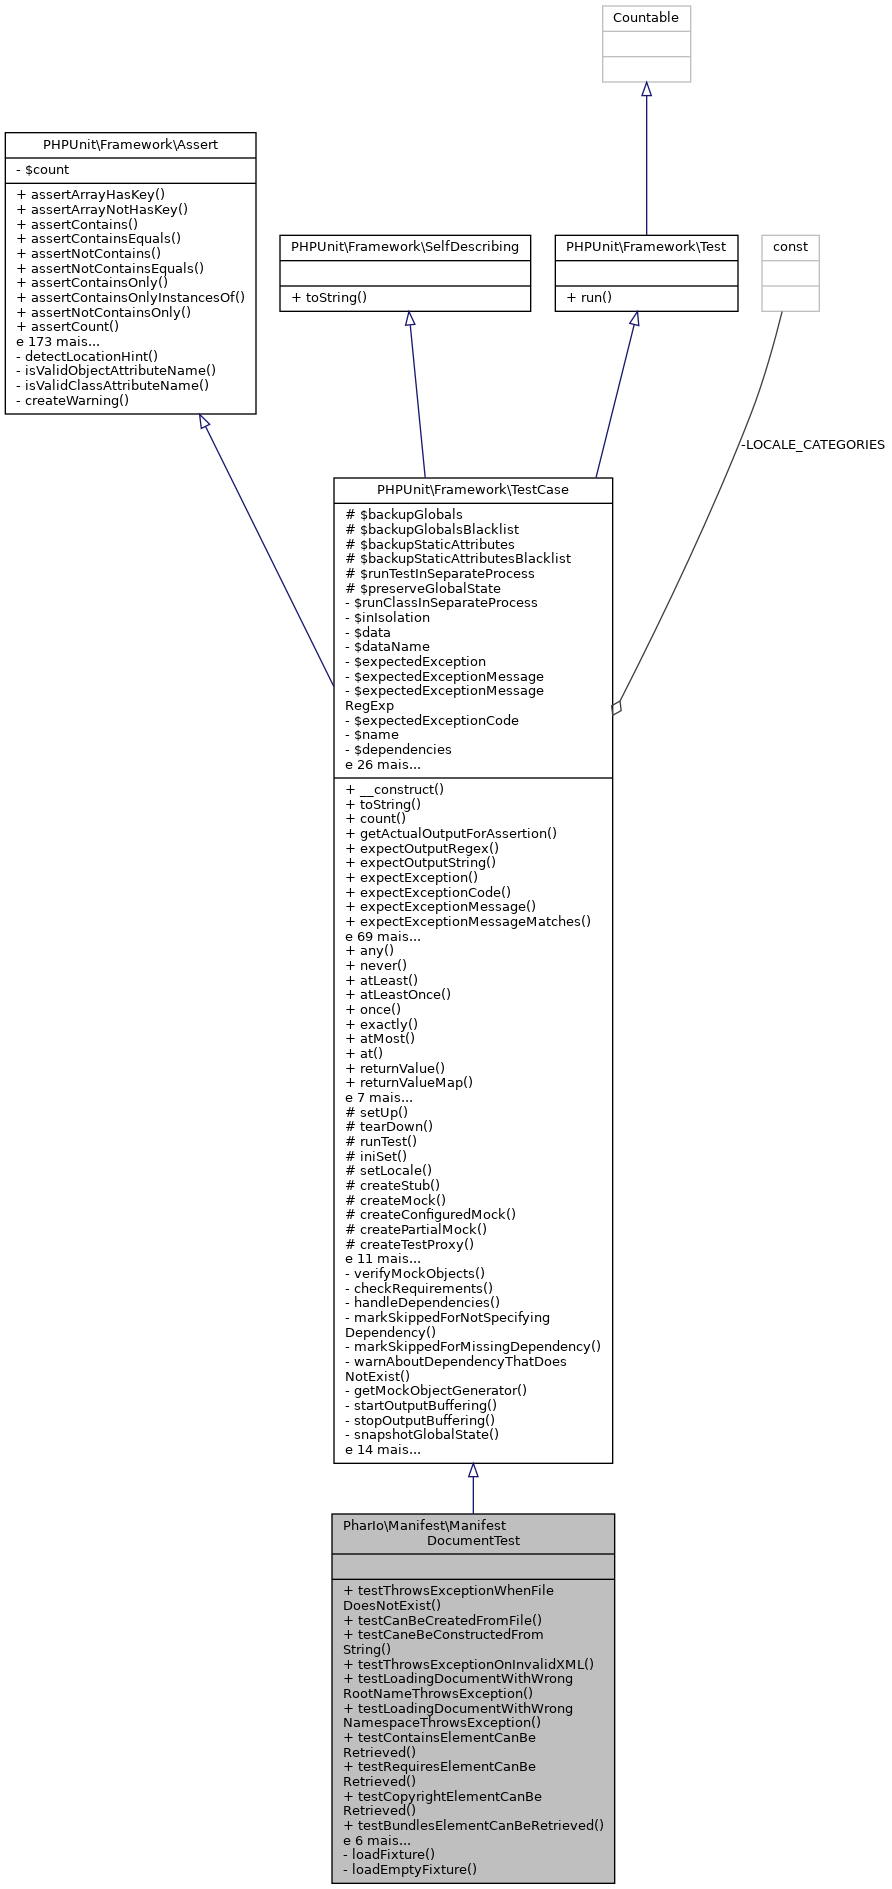 Countable
PHPUnit\Framework\Assert
- $count
+ assertArrayHasKey()
+ assertArrayNotHasKey()
+ assertContains()
+ assertContainsEquals()
+ assertNotContains()
+ assertNotContainsEquals()
+ assertContainsOnly()
+ assertContainsOnlyInstancesOf()
+ assertNotContainsOnly()
+ assertCount()
e 173 mais...
- detectLocationHint()
- isValidObjectAttributeName()
- isValidClassAttributeName()
- createWarning()
PHPUnit\Framework\SelfDescribing
+ toString()
PHPUnit\Framework\Test
+ run()
const
-LOCALE_CATEGORIES
PHPUnit\Framework\TestCase
# $backupGlobals
# $backupGlobalsBlacklist
# $backupStaticAttributes
# $backupStaticAttributesBlacklist
# $runTestInSeparateProcess
# $preserveGlobalState
- $runClassInSeparateProcess
- $inIsolation
- $data
- $dataName
- $expectedException
- $expectedExceptionMessage
- $expectedExceptionMessage
RegExp
- $expectedExceptionCode
- $name
- $dependencies
e 26 mais...
+ __construct()
+ toString()
+ count()
+ getActualOutputForAssertion()
+ expectOutputRegex()
+ expectOutputString()
+ expectException()
+ expectExceptionCode()
+ expectExceptionMessage()
+ expectExceptionMessageMatches()
e 69 mais...
+ any()
+ never()
+ atLeast()
+ atLeastOnce()
+ once()
+ exactly()
+ atMost()
+ at()
+ returnValue()
+ returnValueMap()
e 7 mais...
# setUp()
# tearDown()
# runTest()
# iniSet()
# setLocale()
# createStub()
# createMock()
# createConfiguredMock()
# createPartialMock()
# createTestProxy()
e 11 mais...
- verifyMockObjects()
- checkRequirements()
- handleDependencies()
- markSkippedForNotSpecifying
Dependency()
- markSkippedForMissingDependency()
- warnAboutDependencyThatDoes
NotExist()
- getMockObjectGenerator()
- startOutputBuffering()
- stopOutputBuffering()
- snapshotGlobalState()
e 14 mais...
PharIo\Manifest\Manifest
DocumentTest
+ testThrowsExceptionWhenFile
DoesNotExist()
+ testCanBeCreatedFromFile()
+ testCaneBeConstructedFrom
String()
+ testThrowsExceptionOnInvalidXML()
+ testLoadingDocumentWithWrong
RootNameThrowsException()
+ testLoadingDocumentWithWrong
NamespaceThrowsException()
+ testContainsElementCanBe
Retrieved()
+ testRequiresElementCanBe
Retrieved()
+ testCopyrightElementCanBe
Retrieved()
+ testBundlesElementCanBeRetrieved()
e 6 mais...
- loadFixture()
- loadEmptyFixture()